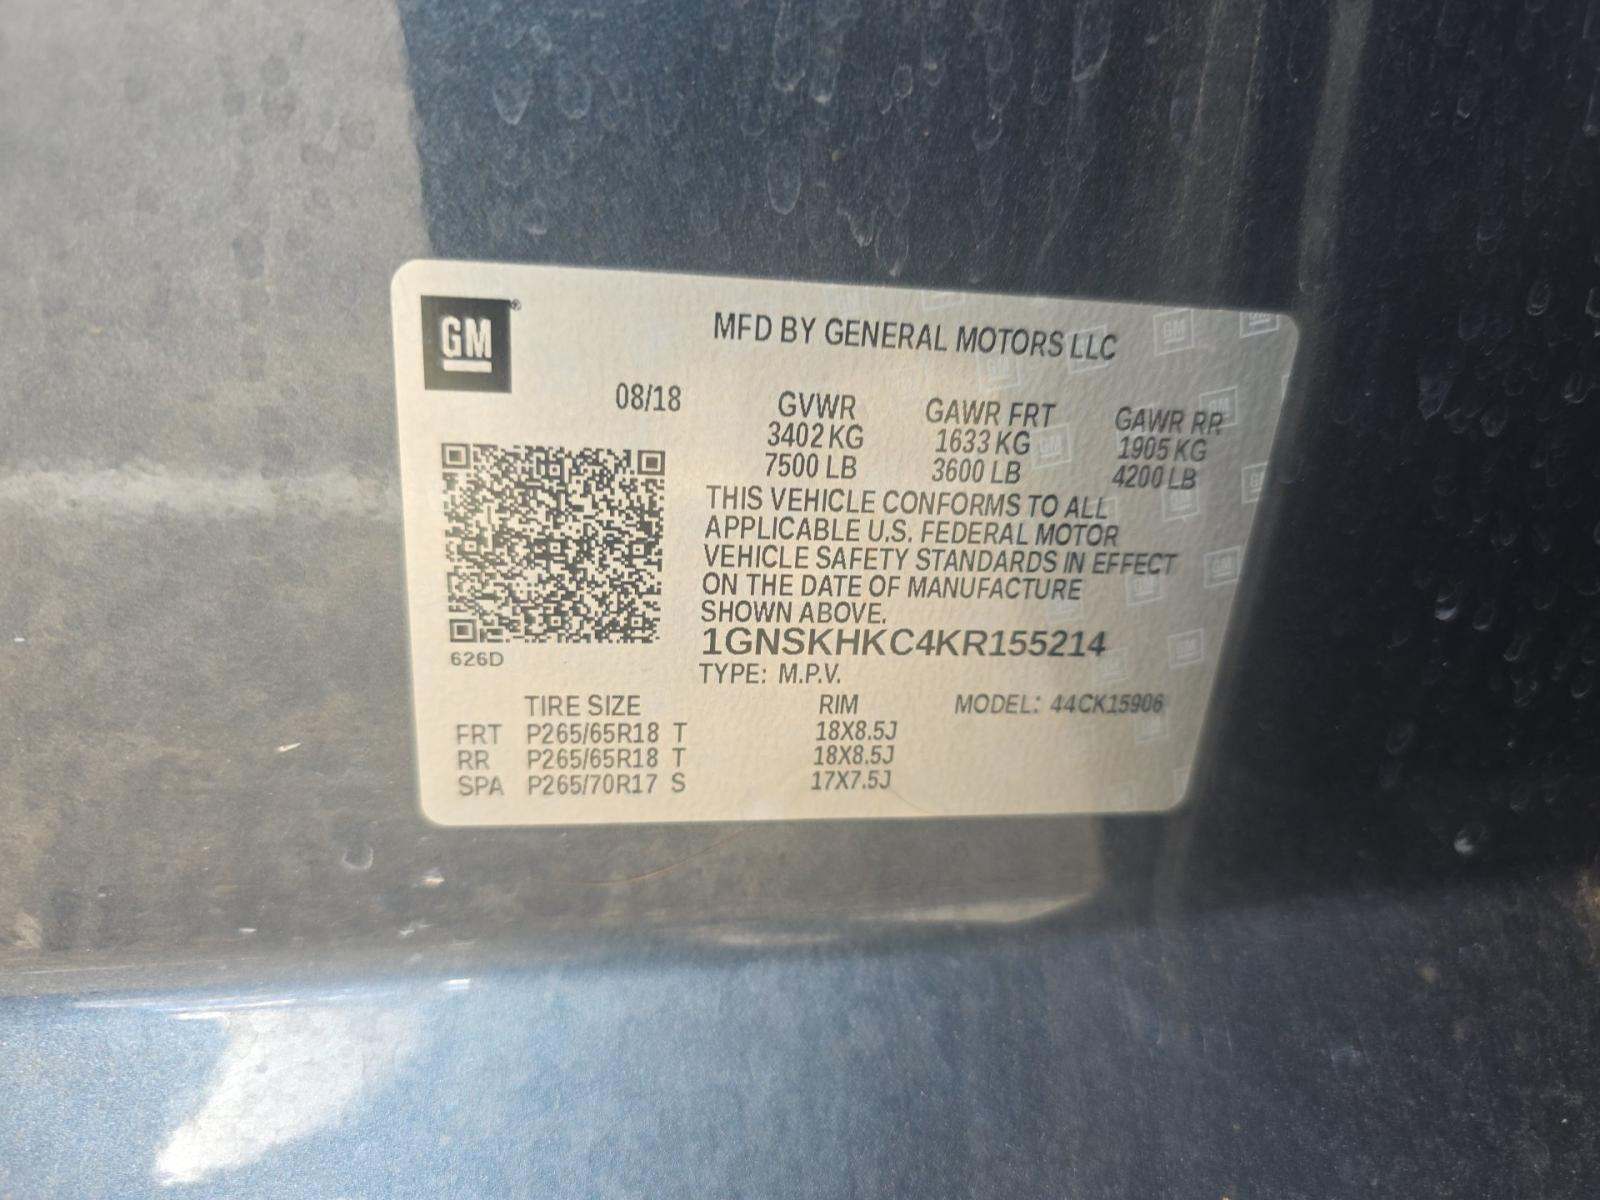 GM®
MFD BY GENERAL MOTORS LLC
08/18
GVWR GAWR FRT GAWR RR
3402 KG 1633 KG 1905 KG
7500 LB 3600 LB 4200 LB
THIS VEHICLE CONFORMS TO ALL
APPLICABLE U.S. FEDERAL MOTOR
VEHICLE SAFETY STANDARDS IN EFFECT
ON THE DATE OF MANUFACTURE
SHOWN ABOVE.
1GNSKHKC4KR155214
626D
TYPE: M.P.V.
TIRE SIZE RIM MODEL: 44CK15906
FRT P265/65R18 T 18X8.5J
RR P265/65R18 T 18X8.5J
SPA P265/70R17 S 17X7.5J